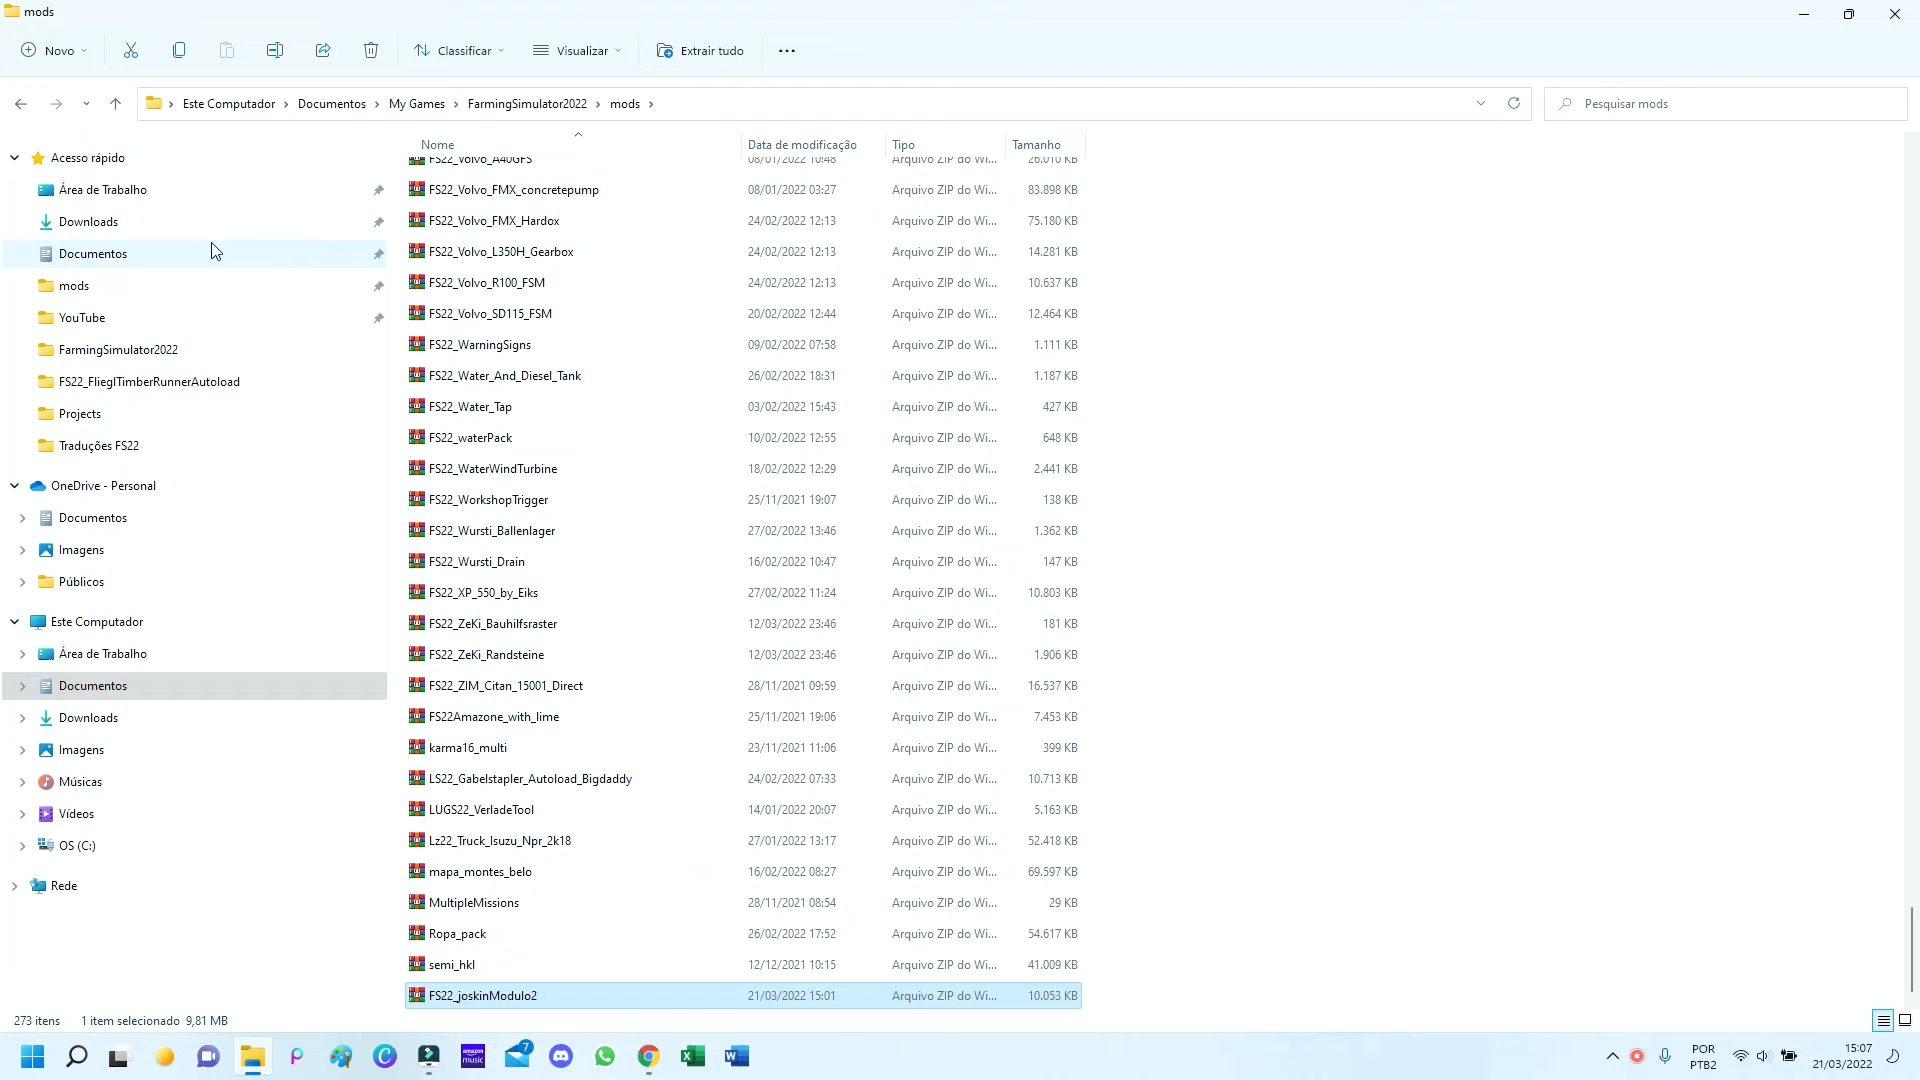 mods
Novo
Classificar
Visualizar
Extrair tudo
Este Computador
Documentos
My Games
FarmingSimulator2022
mods
Pesquisar mods
Acesso rápido
Área de Trabalho
Downloads
Documentos
mods
YouTube
FarmingSimulator2022
FS22_FlieglTimberRunnerAutoload
Projects
Traduções FS22
OneDrive - Personal
Documentos
Imagens
Públicos
Este Computador
Área de Trabalho
Documentos
Downloads
Imagens
Músicas
Vídeos
OS (C:)
Rede
Nome Data de modificação Tipo Tamanho
FS22_Volvo_A40GFS 08/01/2022 10:48 Arquivo ZIP do Wi... 26.010 KB
FS22_Volvo_FMX_concretepump 08/01/2022 03:27 Arquivo ZIP do Wi... 83.898 KB
FS22_Volvo_FMX_Hardox 24/02/2022 12:13 Arquivo ZIP do Wi... 75.180 KB
FS22_Volvo_L350H_Gearbox 24/02/2022 12:13 Arquivo ZIP do Wi... 14.281 KB
FS22_Volvo_R100_FSM 24/02/2022 12:13 Arquivo ZIP do Wi... 10.637 KB
FS22_Volvo_SD115_FSM 20/02/2022 12:44 Arquivo ZIP do Wi... 12.464 KB
FS22_WarningSigns 09/02/2022 07:58 Arquivo ZIP do Wi... 1.111 KB
FS22_Water_And_Diesel_Tank 26/02/2022 18:31 Arquivo ZIP do Wi... 1.187 KB
FS22_Water_Tap 03/02/2022 15:43 Arquivo ZIP do Wi... 427 KB
FS22_waterPack 10/02/2022 12:55 Arquivo ZIP do Wi... 648 KB
FS22_WaterWindTurbine 18/02/2022 12:29 Arquivo ZIP do Wi... 2.441 KB
FS22_WorkshopTrigger 25/11/2021 19:07 Arquivo ZIP do Wi... 138 KB
FS22_Wursti_Ballenlager 27/02/2022 13:46 Arquivo ZIP do Wi... 1.362 KB
FS22_Wursti_Drain 16/02/2022 10:47 Arquivo ZIP do Wi... 147 KB
FS22_XP_550_by_Eiks 27/02/2022 11:24 Arquivo ZIP do Wi... 10.803 KB
FS22_ZeKi_Bauhilfsraster 12/03/2022 23:46 Arquivo ZIP do Wi... 181 KB
FS22_ZeKi_Randsteine 12/03/2022 23:46 Arquivo ZIP do Wi... 1.906 KB
FS22_ZIM_Citan_15001_Direct 28/11/2021 09:59 Arquivo ZIP do Wi... 16.537 KB
FS22Amazone_with_lime 25/11/2021 19:06 Arquivo ZIP do Wi... 7.453 KB
karma16_multi 23/11/2021 11:06 Arquivo ZIP do Wi... 399 KB
LS22_Gabelstapler_Autoload_Bigdaddy 24/02/2022 07:33 Arquivo ZIP do Wi... 10.713 KB
LUGS22_VerladeTool 14/01/2022 20:07 Arquivo ZIP do Wi... 5.163 KB
Lz22_Truck_Isuzu_Npr_2k18 27/01/2022 13:17 Arquivo ZIP do Wi... 52.418 KB
mapa_montes_belo 16/02/2022 08:27 Arquivo ZIP do Wi... 69.597 KB
MultipleMissions 28/11/2021 08:54 Arquivo ZIP do Wi... 29 KB
Ropa_pack 26/02/2022 17:52 Arquivo ZIP do Wi... 54.617 KB
semi_hkl 12/12/2021 10:15 Arquivo ZIP do Wi... 41.009 KB
FS22_joskinModulo2 21/03/2022 15:01 Arquivo ZIP do Wi... 10.053 KB
273 itens 1 item selecionado 9,81 MB
amazon music
7
POR
PTB2
15:07
21/03/2022